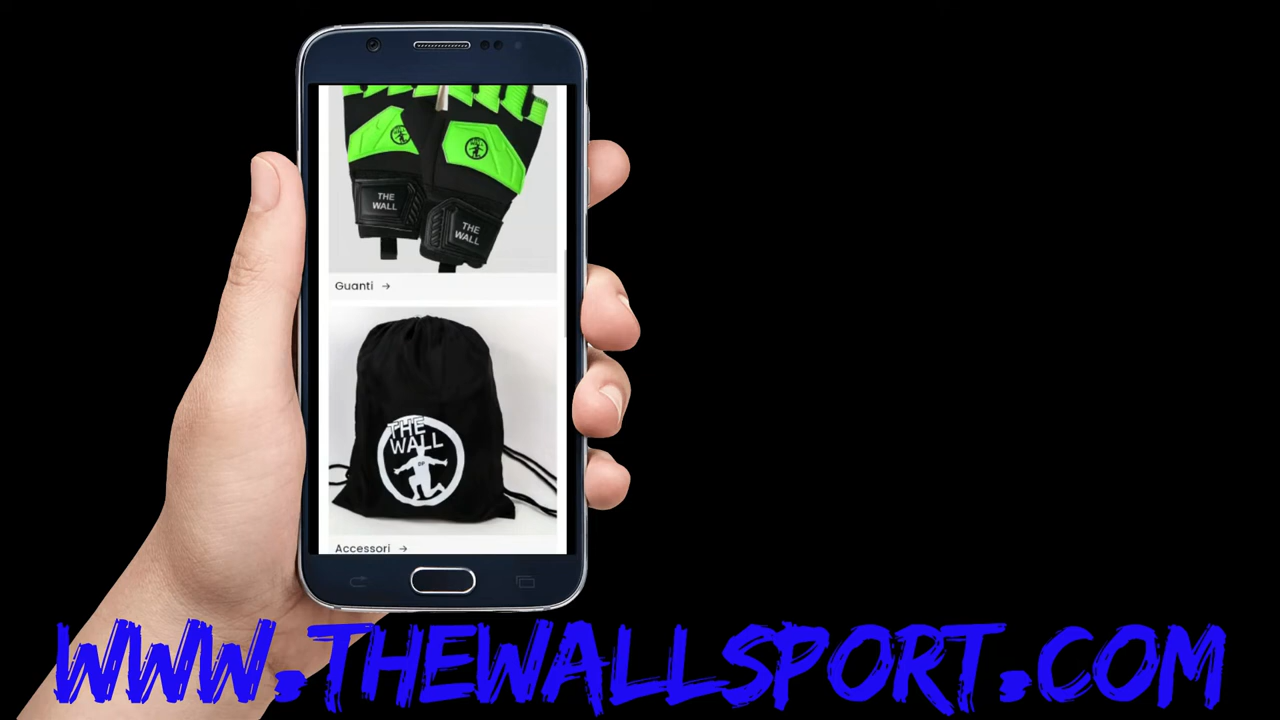 THE
WALL
THE
WALL
Guanti →
THE
WALL
Accessori →
WWW.THEWALLSPORT.COM